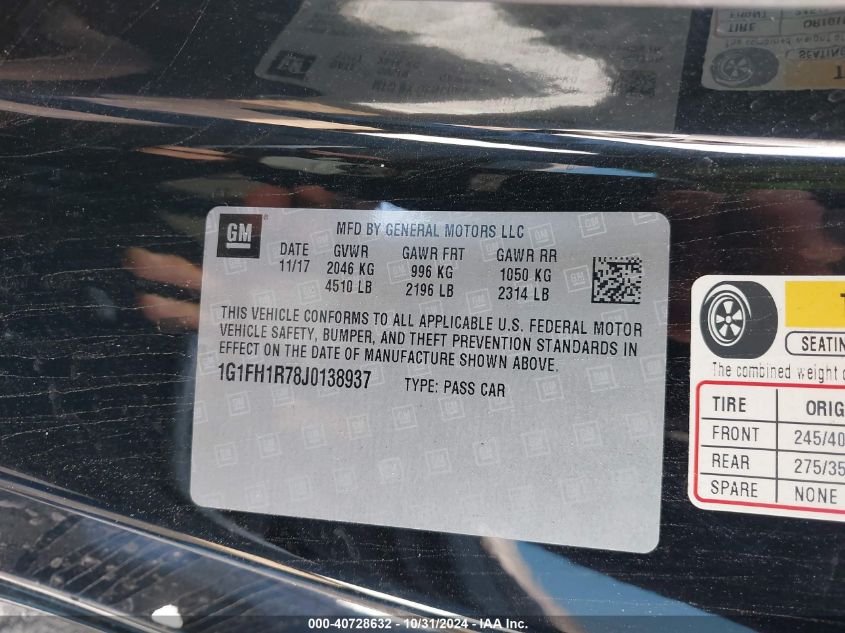 GM
MFD BY GENERAL MOTORS LLC
DATE GVWR GAWR FRT GAWR RR
11/17 2046 KG 996 KG 1050 KG
4510 LB 2196 LB 2314 LB
THIS VEHICLE CONFORMS TO ALL APPLICABLE U.S. FEDERAL MOTOR
VEHICLE SAFETY, BUMPER, AND THEFT PREVENTION STANDARDS IN
EFFECT ON THE DATE OF MANUFACTURE SHOWN ABOVE.
1G1FH1R78J0138937 TYPE: PASS CAR
SEATIN
The combined weight o
TIRE ORIG
FRONT 245/40
REAR 275/35
SPARE NONE
000-40728632 - 10/31/2024 - IAA Inc.